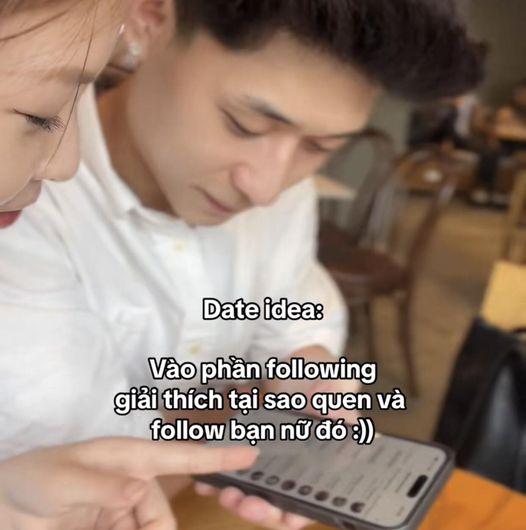 Date idea:
Vào phần following
giải thích tại sao quen và
follow bạn nữ đó :))